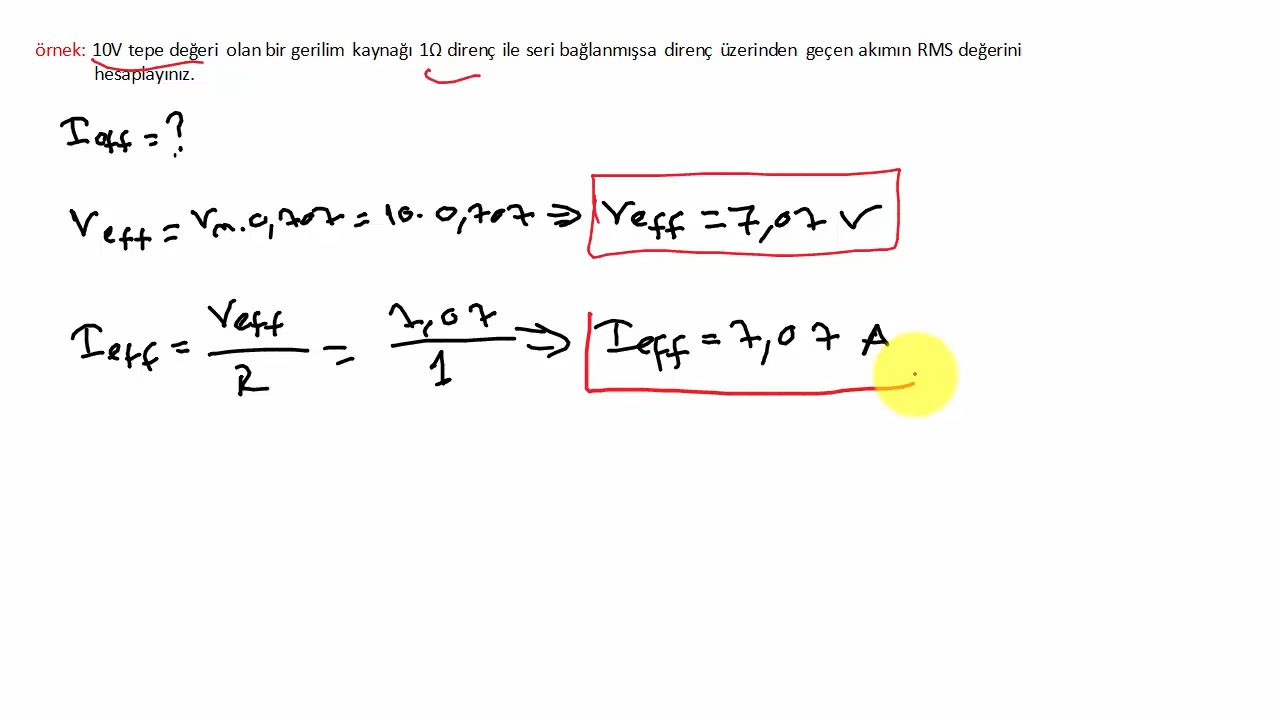 örnek: 10V tepe değeri olan bir gerilim kaynağı 1Ω direnç ile seri bağlanmışsa direnç üzerinden geçen akımın RMS değerini
hesaplayınız.
Ieff = ?
Veff = Vm.0,707 = 10.0,707 ⇒ Veff = 7,07 V
Ieff = Veff/R = 7,07/1 ⇒ Ieff = 7,07 A